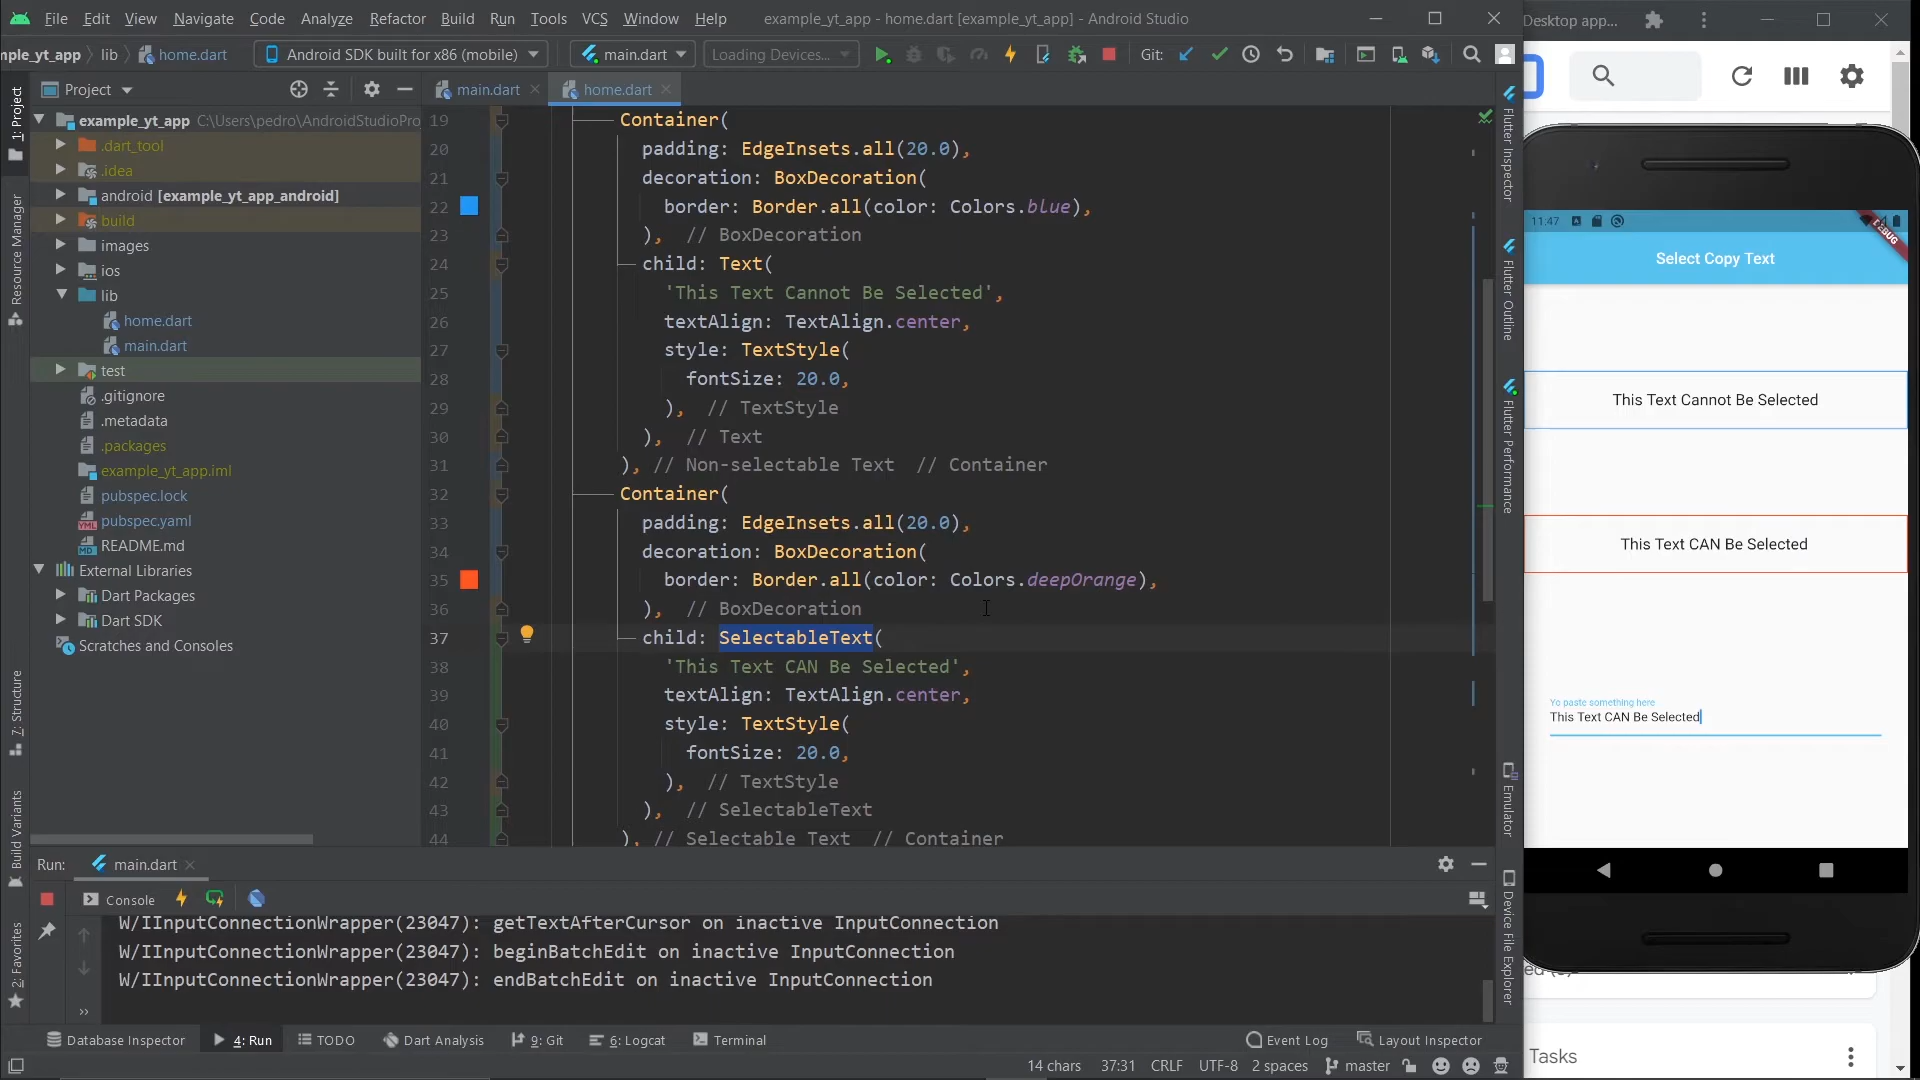 File Edit View Navigate Code Analyze Refactor Build Run Tools VCS Window Help example_yt_app - home.dart [example_yt_app] - Android Studio
Desktop app...
mple_yt_app lib home.dart Android SDK built for x86 (mobile) main.dart Loading Devices... Git:
Project
main.dart
home.dart
example_yt_app C:\Users\pedro\AndroidStudioPro
.dart_tool
.idea
android [example_yt_app_android]
build
images
ios
lib
home.dart
main.dart
test
.gitignore
.metadata
.packages
example_yt_app.iml
pubspec.lock
pubspec.yaml
README.md
External Libraries
Dart Packages
Dart SDK
Scratches and Consoles
1: Project
Resource Manager
7: Structure
Build Variants
2: Favorites
19 Container(
20 padding: EdgeInsets.all(20.0),
21 decoration: BoxDecoration(
22 border: Border.all(color: Colors.blue),
23 ), // BoxDecoration
24 child: Text(
25 'This Text Cannot Be Selected',
26 textAlign: TextAlign.center,
27 style: TextStyle(
28 fontSize: 20.0,
29 ), // TextStyle
30 ), // Text
31 ), // Non-selectable Text // Container
32 Container(
33 padding: EdgeInsets.all(20.0),
34 decoration: BoxDecoration(
35 border: Border.all(color: Colors.deepOrange),
36 ), // BoxDecoration
37 child: SelectableText(
38 'This Text CAN Be Selected',
39 textAlign: TextAlign.center,
40 style: TextStyle(
41 fontSize: 20.0,
42 ), // TextStyle
43 ), // SelectableText
44 ), // Selectable Text // Container
Flutter Inspector
Flutter Outline
Flutter Performance
Emulator
Device File Explorer
11:47
DEBUG
Select Copy Text
This Text Cannot Be Selected
This Text CAN Be Selected
Yo paste something here
This Text CAN Be Selected
Tasks
Run: main.dart
Console
W/IInputConnectionWrapper(23047): getTextAfterCursor on inactive InputConnection
W/IInputConnectionWrapper(23047): beginBatchEdit on inactive InputConnection
W/IInputConnectionWrapper(23047): endBatchEdit on inactive InputConnection
Database Inspector 4: Run TODO Dart Analysis 9: Git 6: Logcat Terminal Event Log Layout Inspector
14 chars 37:31 CRLF UTF-8 2 spaces master